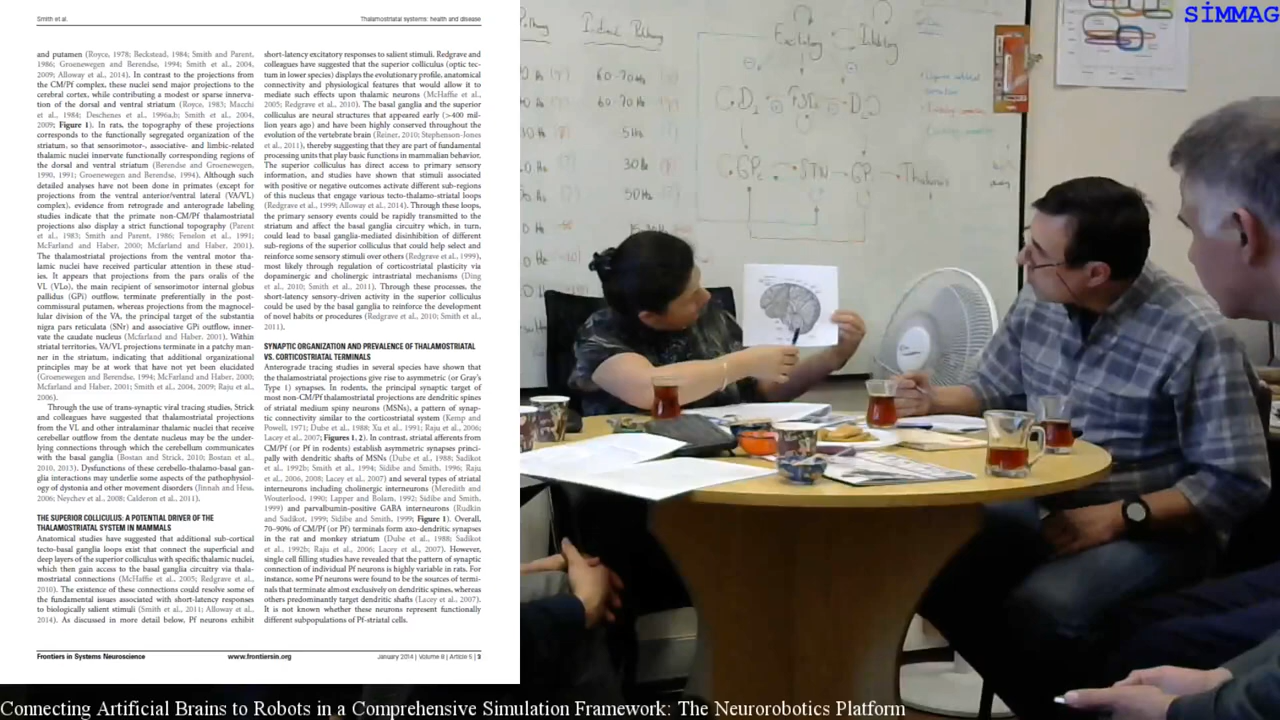 Smith et al.
Thalamostriatal systems: health and disease
and putamen (Royce, 1978; Beckstead, 1984; Smith and Parent,
1986; Groenewegen and Berendse, 1994; Smith et al., 2004,
2009; Alloway et al., 2014). In contrast to the projections from
the CM/Pf complex, these nuclei send major projections to the
cerebral cortex, while contributing a modest or sparse innerva-
tion of the dorsal and ventral striatum (Royce, 1983; Macchi
et al., 1984; Deschenes et al., 1996a,b; Smith et al., 2004,
2009; Figure 1). In rats, the topography of these projections
corresponds to the functionally segregated organization of the
striatum, so that sensorimotor-, associative- and limbic-related
thalamic nuclei innervate functionally corresponding regions of
the dorsal and ventral striatum (Berendse and Groenewegen,
1990, 1991; Groenewegen and Berendse, 1994). Although such
detailed analyses have not been done in primates (except for
projections from the ventral anterior/ventral lateral (VA/VL)
complex), evidence from retrograde and anterograde labeling
studies indicate that the primate non-CM/Pf thalamostriatal
projections also display a strict functional topography (Parent
et al., 1983; Smith and Parent, 1986; Fenelon et al., 1991;
McFarland and Haber, 2000; Mcfarland and Haber, 2001).
The thalamostriatal projections from the ventral motor tha-
lamic nuclei have received particular attention in these stud-
ies. It appears that projections from the pars oralis of the
VL (VLo), the main recipient of sensorimotor internal globus
pallidus (GPi) outflow, terminate preferentially in the post-
commissural putamen, whereas projections from the magnocel-
lular division of the VA, the principal target of the substantia
nigra pars reticulata (SNr) and associative GPi outflow, inner-
vate the caudate nucleus (Mcfarland and Haber, 2001). Within
striatal territories, VA/VL projections terminate in a patchy man-
ner in the striatum, indicating that additional organizational
principles may be at work that have not yet been elucidated
(Groenewegen and Berendse, 1994; McFarland and Haber, 2000;
Mcfarland and Haber, 2001; Smith et al., 2004, 2009; Raju et al.,
2006).
Through the use of trans-synaptic viral tracing studies, Strick
and colleagues have suggested that thalamostriatal projections
from the VL and other intralaminar thalamic nuclei that receive
cerebellar outflow from the dentate nucleus may be the under-
lying connections through which the cerebellum communicates
with the basal ganglia (Bostan and Strick, 2010; Bostan et al.,
2010, 2013). Dysfunctions of these cerebello-thalamo-basal gan-
glia interactions may underlie some aspects of the pathophysiol-
ogy of dystonia and other movement disorders (Jinnah and Hess,
2006; Neychev et al., 2008; Calderon et al., 2011).
THE SUPERIOR COLLICULUS: A POTENTIAL DRIVER OF THE
THALAMOSTRIATAL SYSTEM IN MAMMALS
Anatomical studies have suggested that additional sub-cortical
tecto-basal ganglia loops exist that connect the superficial and
deep layers of the superior colliculus with specific thalamic nuclei,
which then gain access to the basal ganglia circuitry via thala-
mostriatal connections (McHaffie et al., 2005; Redgrave et al.,
2010). The existence of these connections could resolve some of
the fundamental issues associated with short-latency responses
to biologically salient stimuli (Smith et al., 2011; Alloway et al.,
2014). As discussed in more detail below, Pf neurons exhibit
short-latency excitatory responses to salient stimuli. Redgrave and
colleagues have suggested that the superior colliculus (optic tec-
tum in lower species) displays the evolutionary profile, anatomical
connectivity and physiological features that would allow it to
mediate such effects upon thalamic neurons (McHaffie et al.,
2005; Redgrave et al., 2010). The basal ganglia and the superior
colliculus are neural structures that appeared early (>400 mil-
lion years ago) and have been highly conserved throughout the
evolution of the vertebrate brain (Reiner, 2010; Stephenson-Jones
et al., 2011), thereby suggesting that they are part of fundamental
processing units that play basic functions in mammalian behavior.
The superior colliculus has direct access to primary sensory
information, and studies have shown that stimuli associated
with positive or negative outcomes activate different sub-regions
of this nucleus that engage various tecto-thalamo-striatal loops
(Redgrave et al., 1999; Alloway et al., 2014). Through these loops,
the primary sensory events could be rapidly transmitted to the
striatum and affect the basal ganglia circuitry which, in turn,
could lead to basal ganglia-mediated disinhibition of different
sub-regions of the superior colliculus that could help select and
reinforce some sensory stimuli over others (Redgrave et al., 1999),
most likely through regulation of corticostriatal plasticity via
dopaminergic and cholinergic intrastriatal mechanisms (Ding
et al., 2010; Smith et al., 2011). Through these processes, the
short-latency sensory-driven activity in the superior colliculus
could be used by the basal ganglia to reinforce the development
of novel habits or procedures (Redgrave et al., 2010; Smith et al.,
2011).
SYNAPTIC ORGANIZATION AND PREVALENCE OF THALAMOSTRIATAL
VS. CORTICOSTRIATAL TERMINALS
Anterograde tracing studies in several species have shown that
the thalamostriatal projections give rise to asymmetric (or Gray's
Type 1) synapses. In rodents, the principal synaptic target of
most non-CM/Pf thalamostriatal projections are dendritic spines
of striatal medium spiny neurons (MSNs), a pattern of synap-
tic connectivity similar to the corticostriatal system (Kemp and
Powell, 1971; Dube et al., 1988; Xu et al., 1991; Raju et al., 2006;
Lacey et al., 2007; Figures 1, 2). In contrast, striatal afferents from
CM/Pf (or Pf in rodents) establish asymmetric synapses princi-
pally with dendritic shafts of MSNs (Dube et al., 1988; Sadikot
et al., 1992b; Smith et al., 1994; Sidibe and Smith, 1996; Raju
et al., 2006, 2008; Lacey et al., 2007) and several types of striatal
interneurons including cholinergic interneurons (Meredith and
Wouterlood, 1990; Lapper and Bolam, 1992; Sidibe and Smith,
1999) and parvalbumin-positive GABA interneurons (Rudkin
and Sadikot, 1999; Sidibe and Smith, 1999; Figure 1). Overall,
70–90% of CM/Pf (or Pf) terminals form axo-dendritic synapses
in the rat and monkey striatum (Dube et al., 1988; Sadikot
et al., 1992b; Raju et al., 2006; Lacey et al., 2007). However,
single cell filling studies have revealed that the pattern of synaptic
connection of individual Pf neurons is highly variable in rats. For
instance, some Pf neurons were found to be the sources of termi-
nals that terminate almost exclusively on dendritic spines, whereas
others predominantly target dendritic shafts (Lacey et al., 2007).
It is not known whether these neurons represent functionally
different subpopulations of Pf-striatal cells.
Frontiers in Systems Neuroscience
www.frontiersin.org
January 2014 | Volume 8 | Article 5 | 3
SİMMAG
Pathway
Indirect Pathway
60-70 Hz
60-70 Hz
5 Hz
30 Hz
50 Hz
STN
GPi
Thalamus
Connecting Artificial Brains to Robots in a Comprehensive Simulation Framework: The Neurorobotics Platform